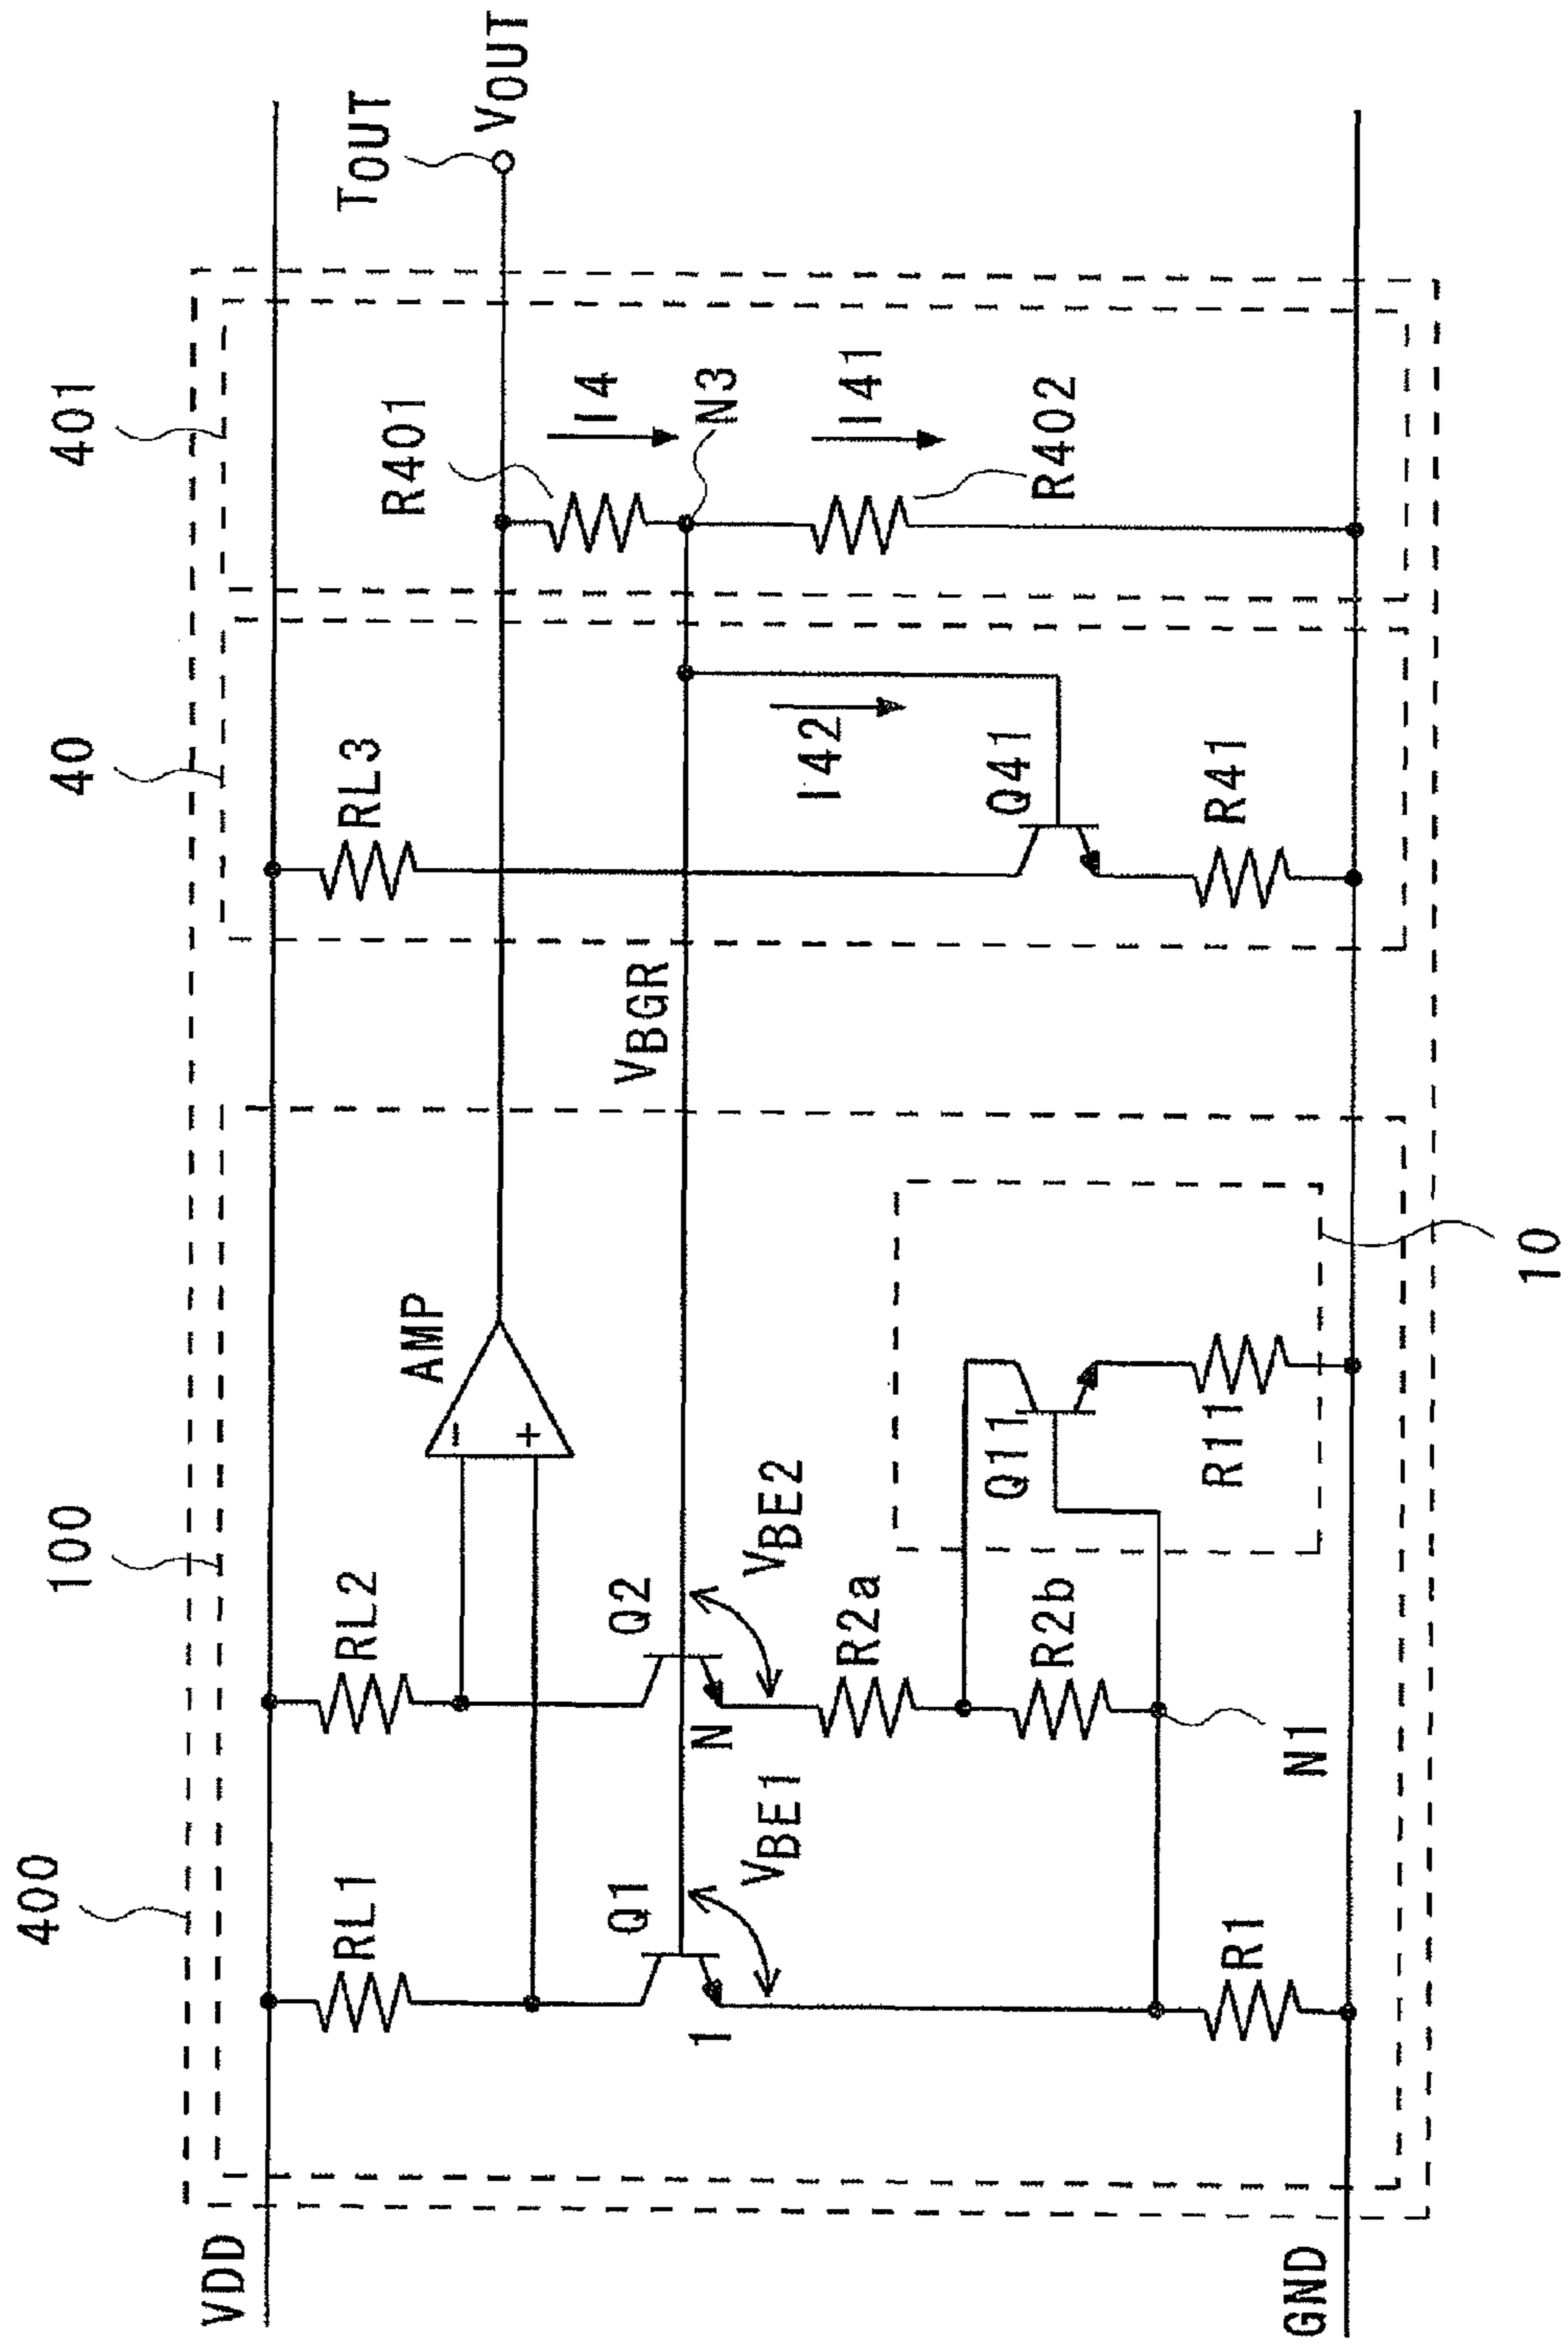 400
100
40
401
VDD
RL1
RL2
RL3
AMP
−
+
TOUT
VOUT
R401
I4
N3
I41
R402
VBGR
Q1
1
VBE1
Q2
N
VBE2
I42
Q41
R41
R2a
R2b
Q11
R11
R1
N1
GND
10